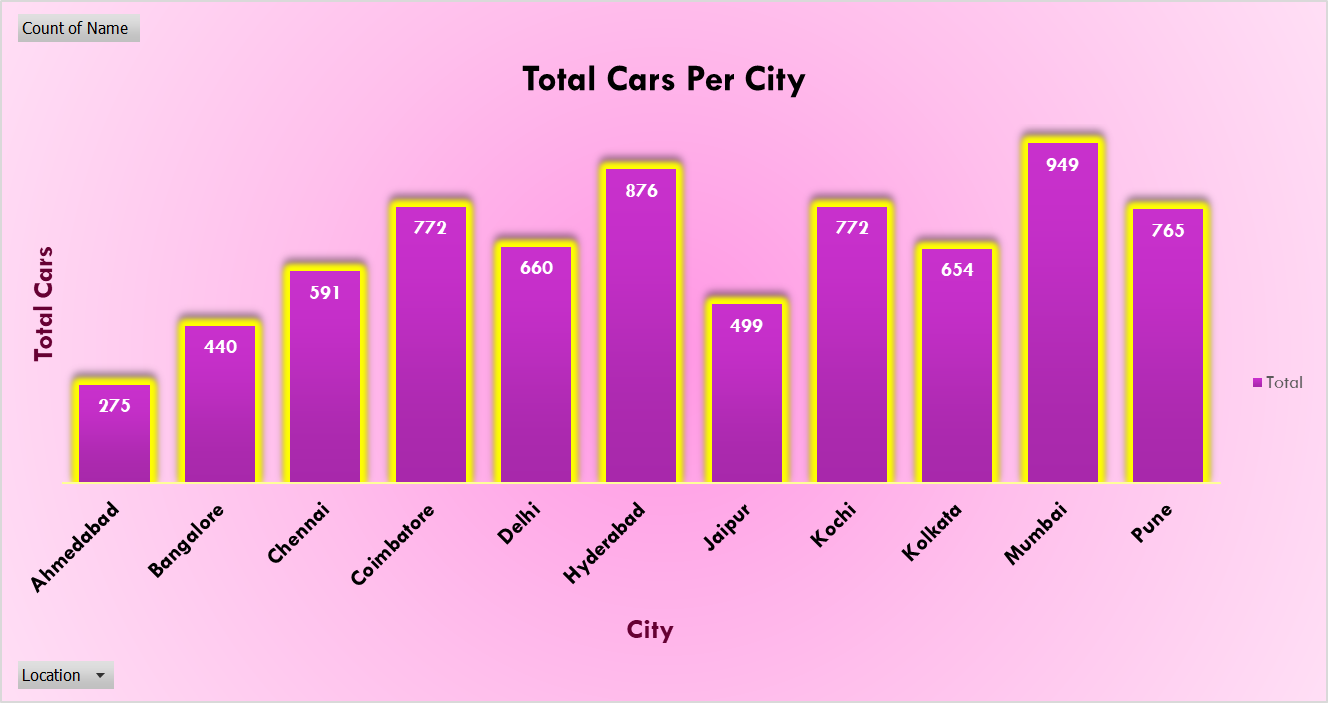 Count of Name
Total Cars Per City
Total Cars
949
876
772
772
765
660
654
591
499
440
275
Total
Ahmedabad
Bangalore
Chennai
Coimbatore
Delhi
Hyderabad
Jaipur
Kochi
Kolkata
Mumbai
Pune
City
Location